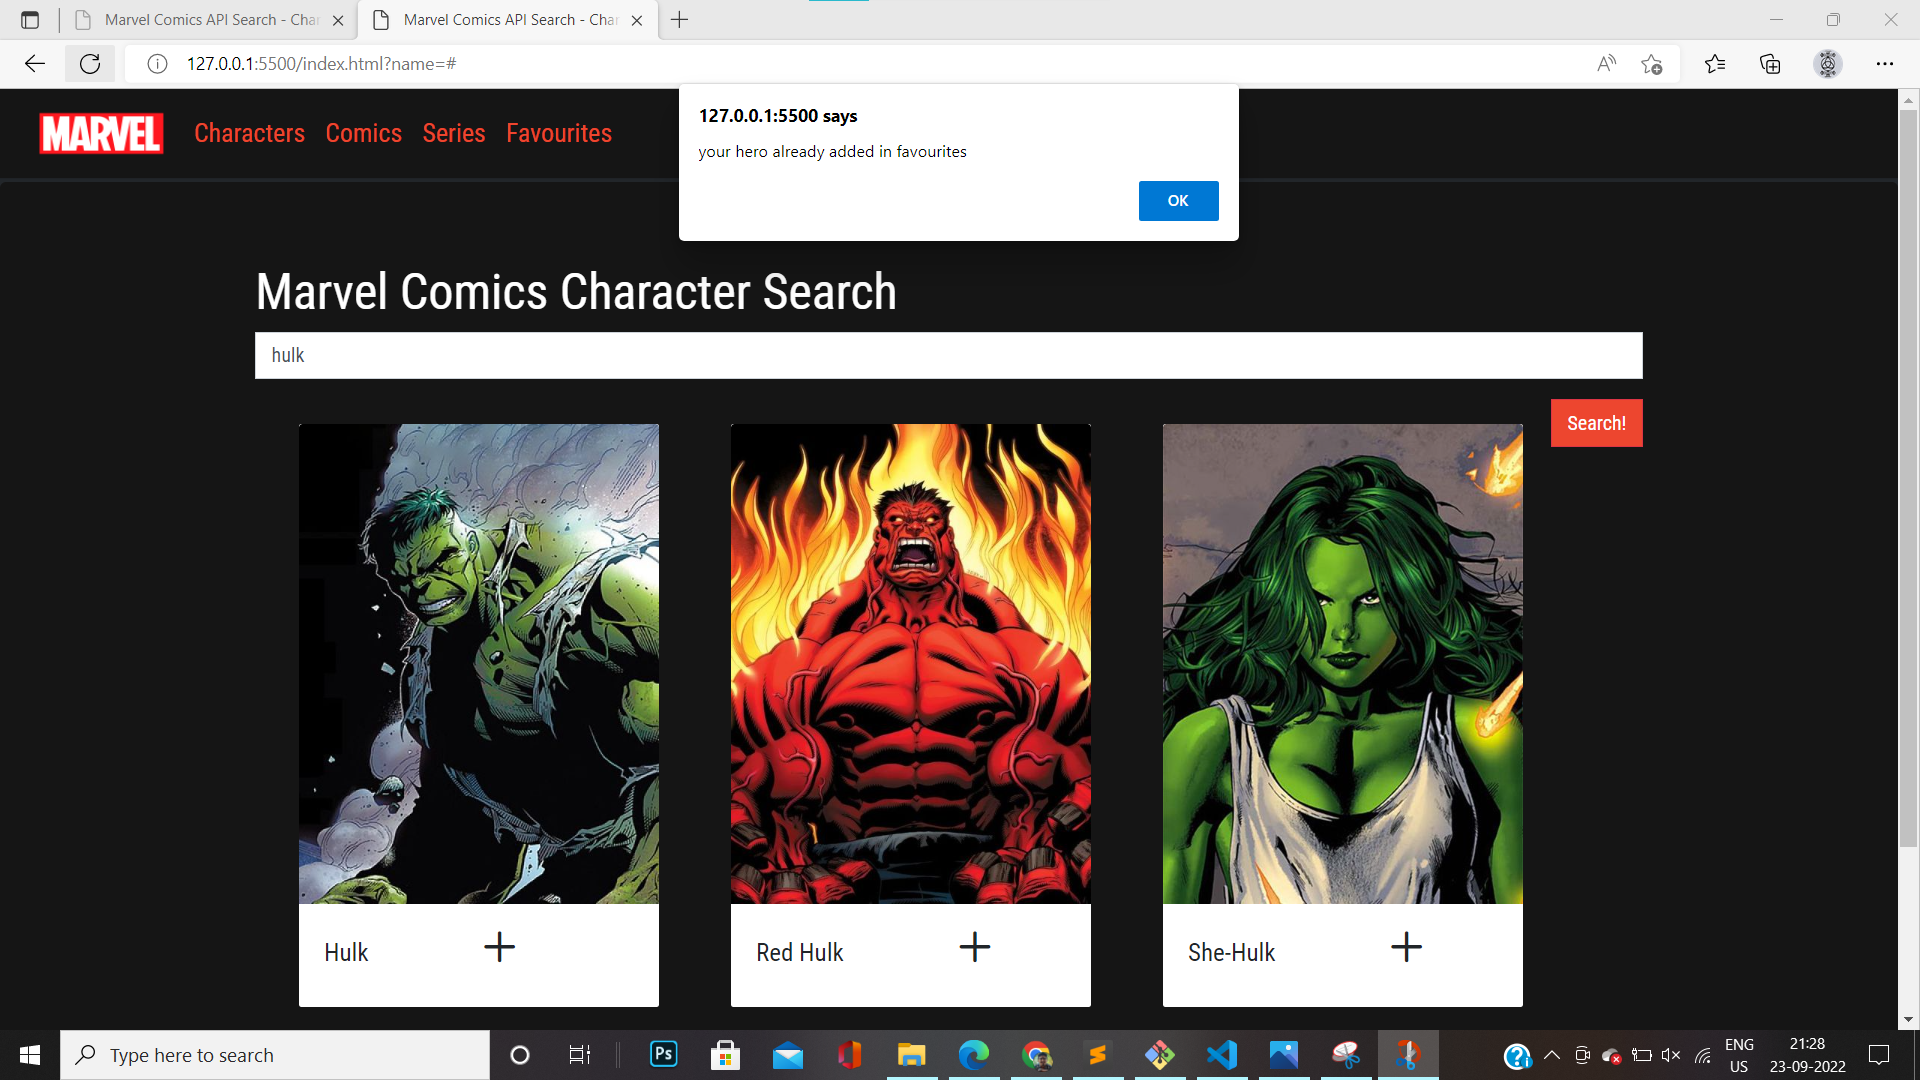 Marvel Comics API Search - Char
Marvel Comics API Search - Char
127.0.0.1:5500/index.html?name=#
127.0.0.1:5500 says
your hero already added in favourites
OK
MARVEL
Characters Comics Series Favourites
Marvel Comics Character Search
hulk
Search!
Hulk
Red Hulk
She-Hulk
Type here to search
Ps
ENG
US
21:28
23-09-2022